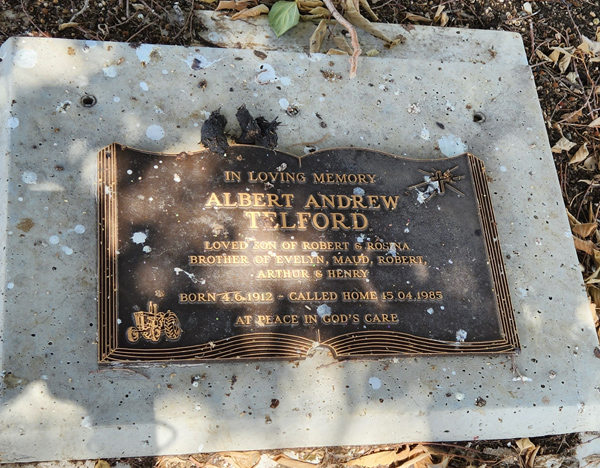 IN LOVING MEMORY
ALBERT ANDREW
TELFORD
LOVED SON OF ROBERT & ROSINA
BROTHER OF EVELYN, MAUD, ROBERT,
ARTHUR & HENRY
BORN 4.6.1912 - CALLED HOME 15.04.1985
AT PEACE IN GOD'S CARE